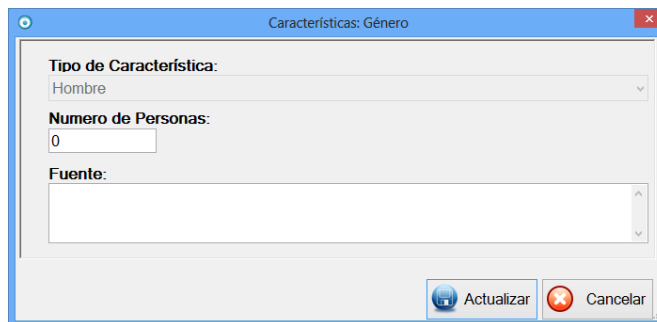 Características: Género
Tipo de Característica:
Hombre
Numero de Personas:
0
Fuente:
Actualizar
Cancelar